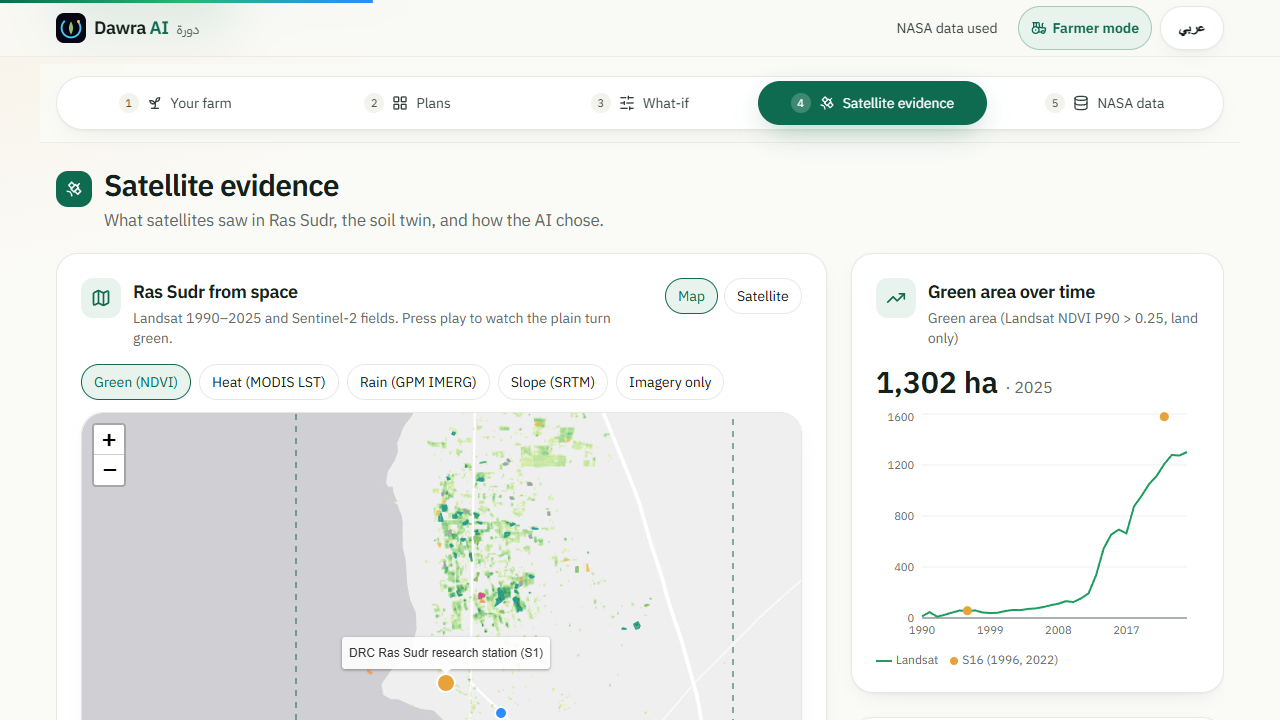 Dawra AI دورة
NASA data used
Farmer mode
عربي
1 Your farm
2 Plans
3 What-if
4 Satellite evidence
5 NASA data
Satellite evidence
What satellites saw in Ras Sudr, the soil twin, and how the AI chose.
Ras Sudr from space
Landsat 1990–2025 and Sentinel-2 fields. Press play to watch the plain turn
green.
Map
Satellite
Green (NDVI)
Heat (MODIS LST)
Rain (GPM IMERG)
Slope (SRTM)
Imagery only
+
−
DRC Ras Sudr research station (S1)
Green area over time
Green area (Landsat NDVI P90 > 0.25, land
only)
1,302 ha · 2025
1600
1200
800
400
0
1990 1999 2008 2017
Landsat S16 (1996, 2022)